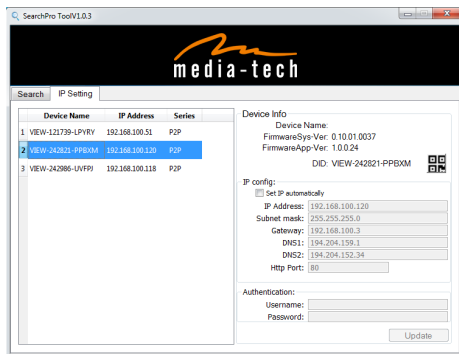 SearchPro ToolV1.0.3
media-tech
Search IP Setting
Device Name IP Address Series
1 VIEW-121739-LPYRY 192.168.100.51 P2P
2 VIEW-242821-PPBXM 192.168.100.120 P2P
3 VIEW-242986-UVFPJ 192.168.100.118 P2P
Device Info
Device Name:
FirmwareSys-Ver: 0.10.01.0037
FirmwareApp-Ver: 1.0.0.24
DID: VIEW-242821-PPBXM
IP config:
Set IP automatically
IP Address: 192.168.100.120
Subnet mask: 255.255.255.0
Gateway: 192.168.100.3
DNS1: 194.204.159.1
DNS2: 194.204.152.34
Http Port: 80
Authentication:
Username:
Password:
Update